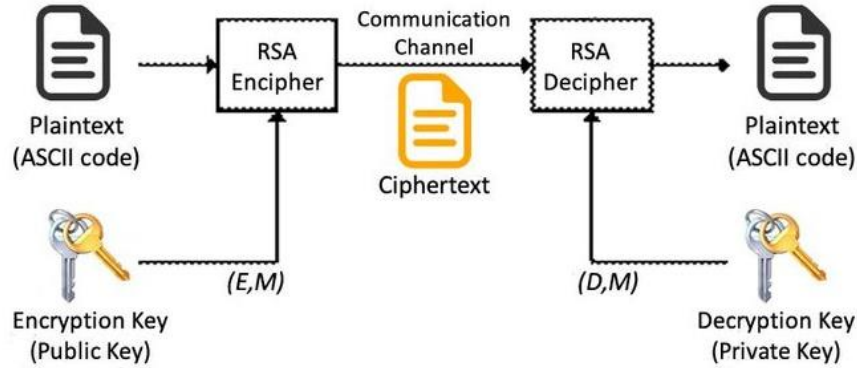 Communication
Channel
RSA
Encipher
RSA
Decipher
Plaintext
(ASCII code)
Ciphertext
Plaintext
(ASCII code)
(E,M)
(D,M)
Encryption Key
(Public Key)
Decryption Key
(Private Key)